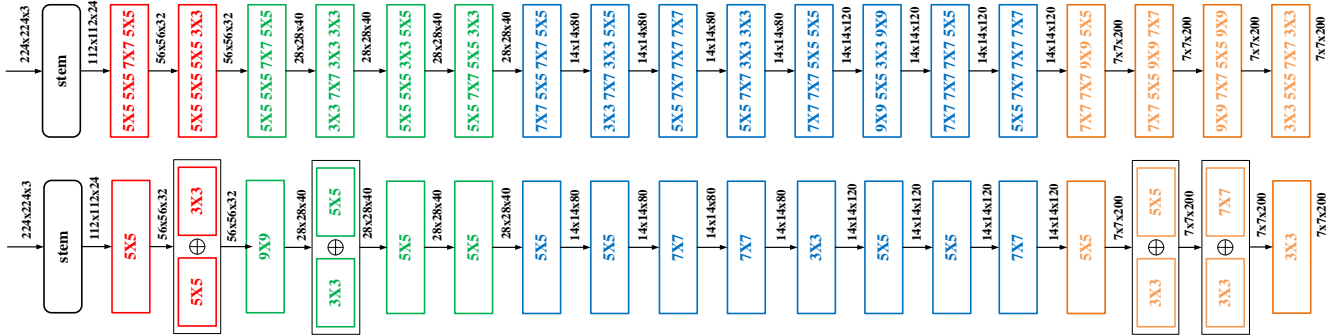 224x224x3
stem
112x112x24
5X5 5X5 7X7 5X5
56x56x32
5X5 5X5 5X5 3X3
56x56x32
5X5 5X5 7X7 5X5
28x28x40
3X3 7X7 3X3 3X3
28x28x40
5X5 5X5 3X3 5X5
28x28x40
5X5 7X7 5X5 3X3
28x28x40
7X7 5X5 7X7 5X5
14x14x80
3X3 7X7 3X3 5X5
14x14x80
5X5 7X7 7X7 7X7
14x14x80
5X5 7X7 3X3 3X3
14x14x80
7X7 7X7 5X5 5X5
14x14x120
9X9 5X5 3X3 9X9
14x14x120
7X7 7X7 7X7 5X5
14x14x120
5X5 7X7 7X7 7X7
14x14x120
7X7 7X7 9X9 5X5
7x7x200
7X7 5X5 9X9 7X7
7x7x200
9X9 7X7 5X5 9X9
7x7x200
3X3 5X5 7X7 3X3
7x7x200
224x224x3
stem
112x112x24
5X5
56x56x32
3X3
5X5
56x56x32
9X9
28x28x40
5X5
3X3
28x28x40
5X5
28x28x40
5X5
28x28x40
5X5
14x14x80
5X5
14x14x80
7X7
14x14x80
7X7
14x14x80
3X3
14x14x120
5X5
14x14x120
5X5
14x14x120
7X7
14x14x120
5X5
7x7x200
5X5
3X3
7x7x200
7X7
3X3
7x7x200
3X3
7x7x200